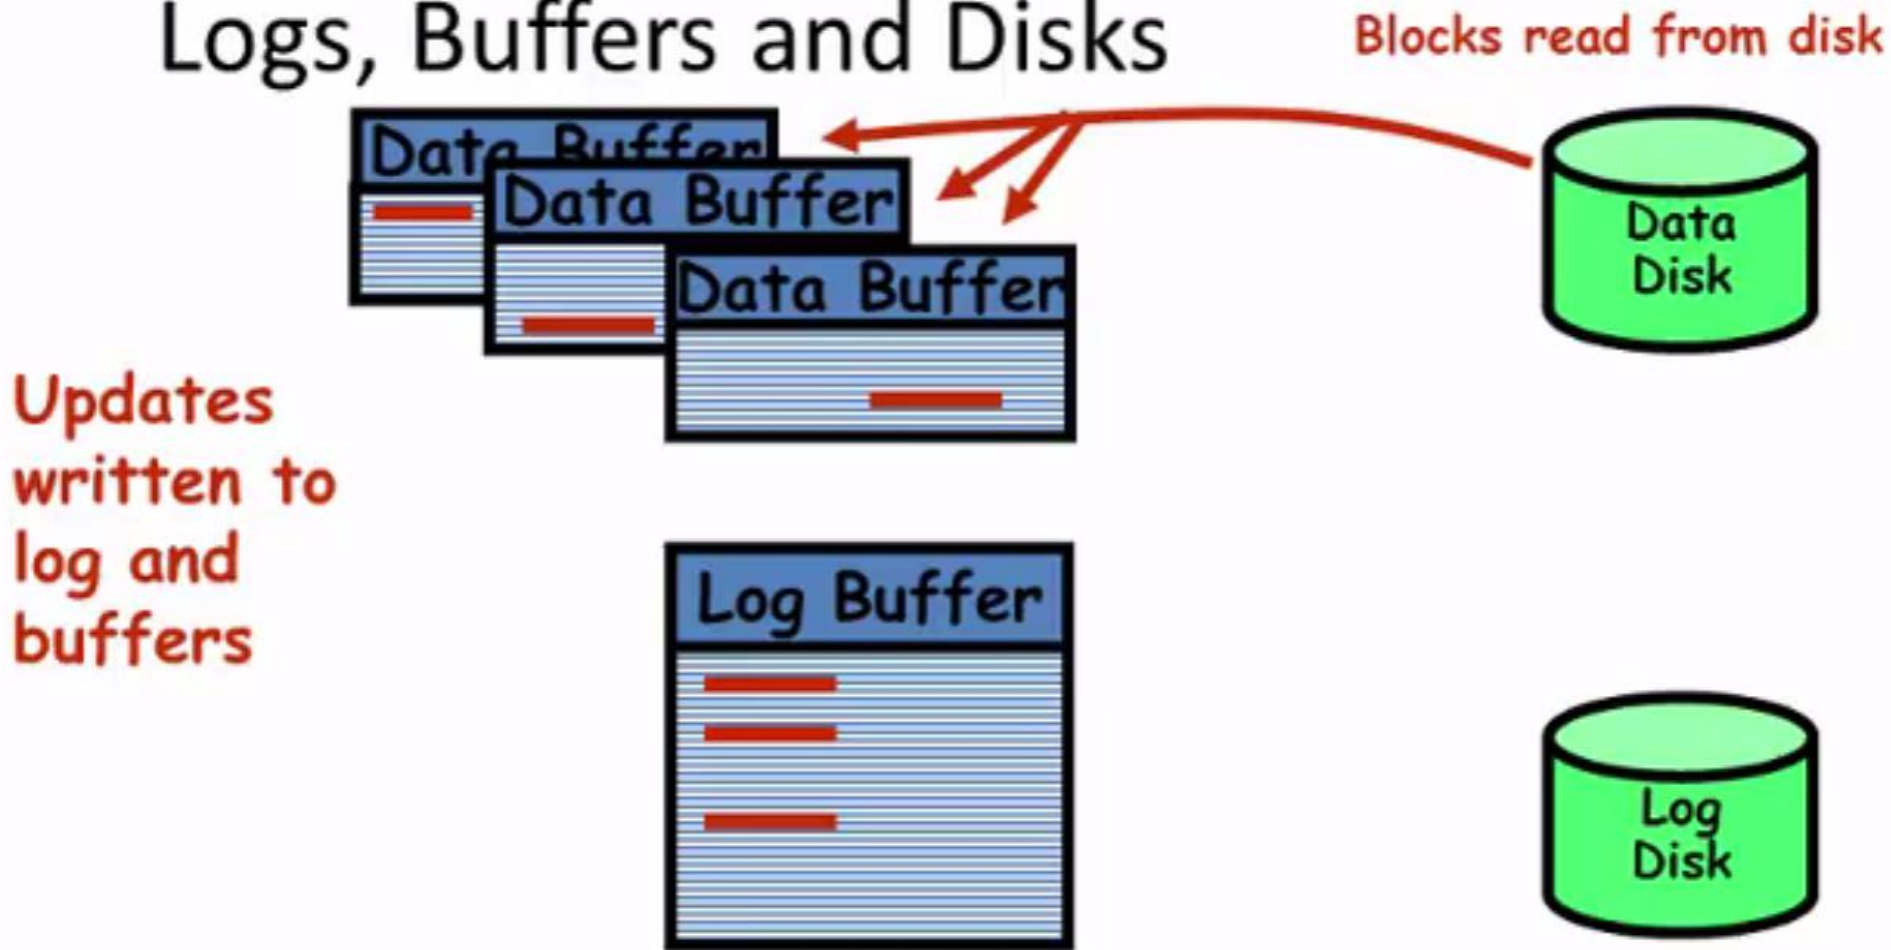 Logs, Buffers and Disks
Blocks read from disk
Data Buffer
Data Buffer
Data Buffer
Data
Disk
Updates
written to
log and
buffers
Log Buffer
Log
Disk